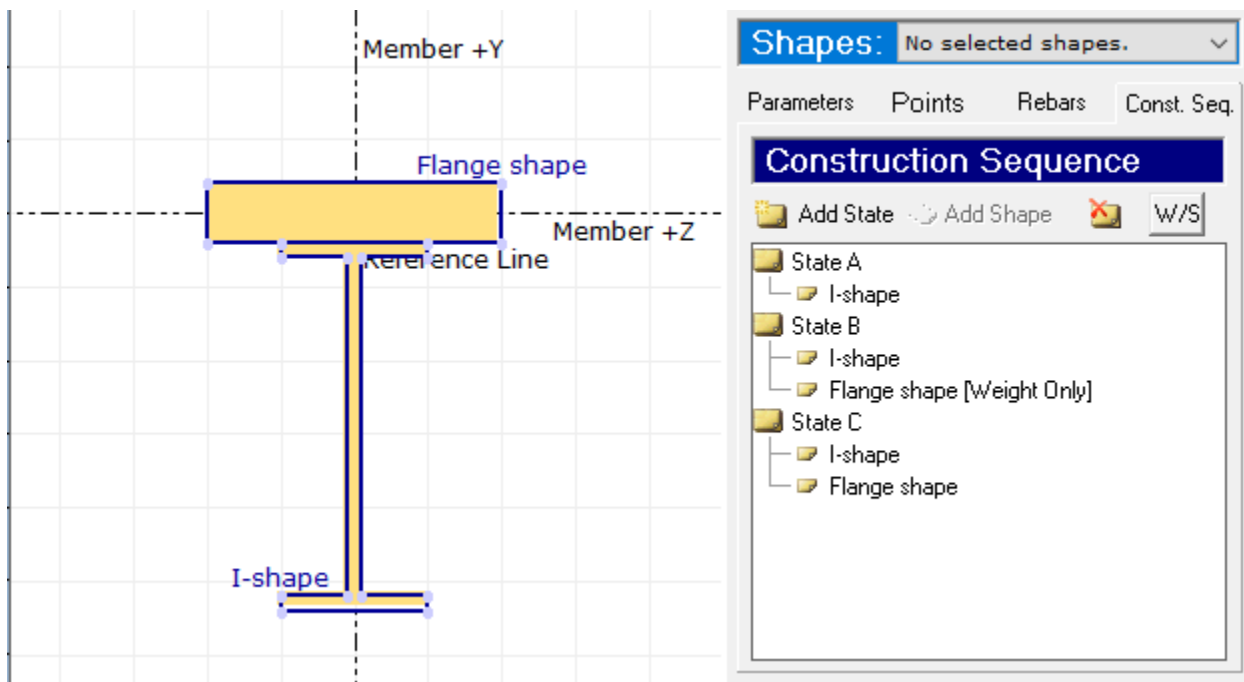 Member +Y
Flange shape
Member +Z
Reference Line
I-shape
Shapes: No selected shapes.
Parameters Points Rebars Const. Seq.
Construction Sequence
Add State Add Shape W/S
State A
I-shape
State B
I-shape
Flange shape [Weight Only]
State C
I-shape
Flange shape